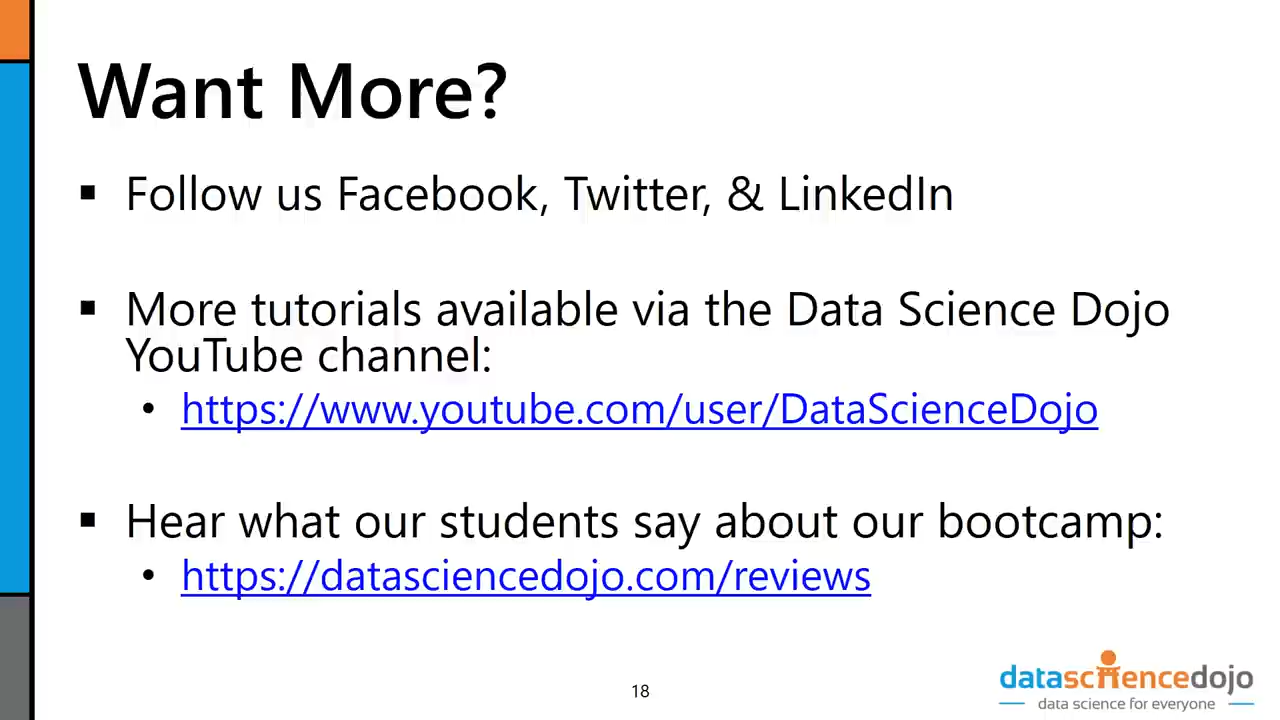 Want More?
▪ Follow us Facebook, Twitter, & LinkedIn
▪ More tutorials available via the Data Science Dojo
YouTube channel:
• https://www.youtube.com/user/DataScienceDojo
▪ Hear what our students say about our bootcamp:
• https://datasciencedojo.com/reviews
18
datasciencedojo
data science for everyone